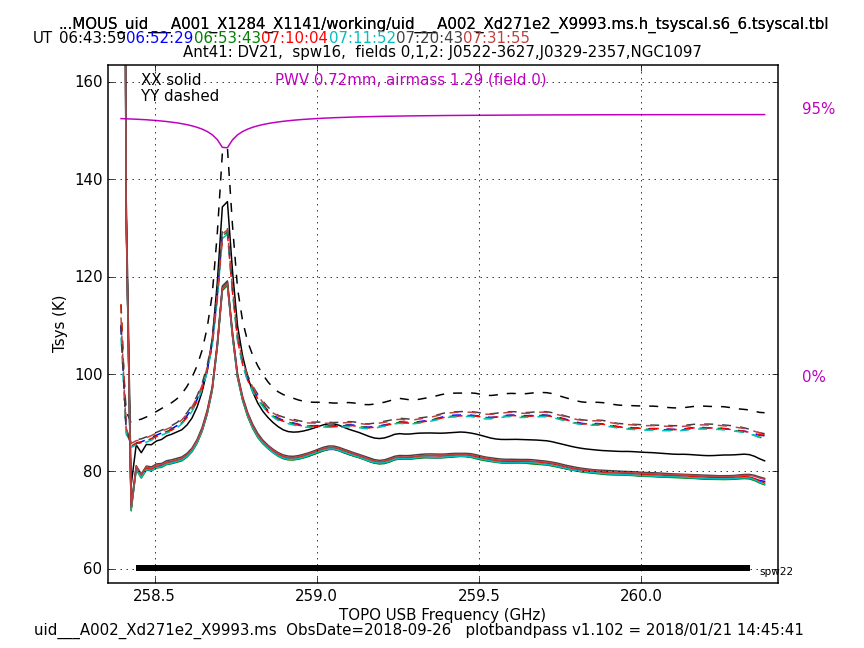 ...MOUS_uid___A001_X1284_X1141/working/uid___A002_Xd271e2_X9993.ms.h_tsyscal.s6_6.tsyscal.tbl
UT 06:43:59 06:52:29 06:53:43 07:10:04 07:11:52 07:20:43 07:31:55
Ant41: DV21, spw16, fields 0,1,2: J0522-3627,J0329-2357,NGC1097
XX solid
YY dashed
PWV 0.72mm, airmass 1.29 (field 0)
95%
0%
160
140
120
100
80
60
Tsys (K)
spw22
258.5 259.0 259.5 260.0
TOPO USB Frequency (GHz)
uid___A002_Xd271e2_X9993.ms ObsDate=2018-09-26 plotbandpass v1.102 = 2018/01/21 14:45:41